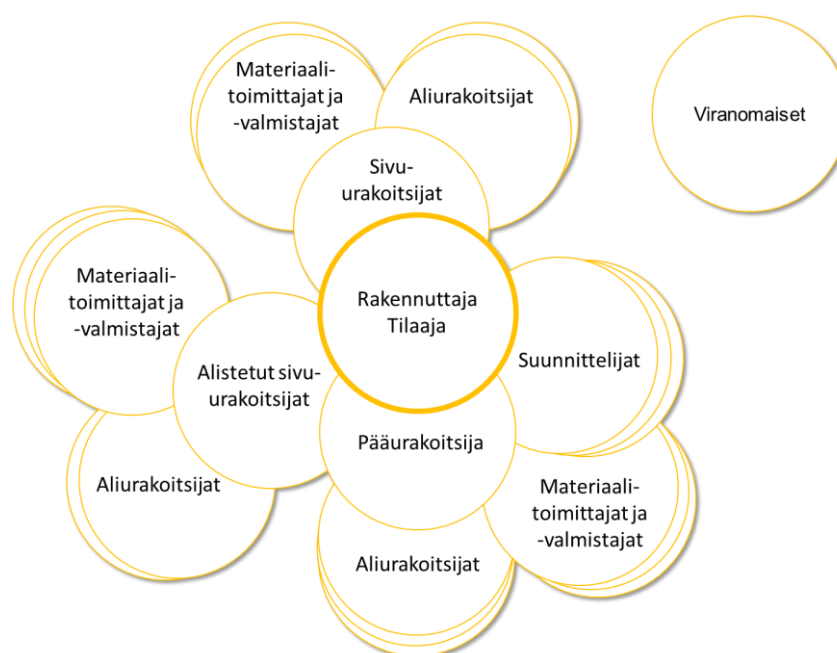 Materiaali-
toimittajat ja
-valmistajat
Aliurakoitsijat
Viranomaiset
Sivu-
urakoitsijat
Materiaali-
toimittajat ja
-valmistajat
Rakennuttaja
Tilaaja
Suunnittelijat
Alistetut sivu-
urakoitsijat
Pääurakoitsija
Aliurakoitsijat
Materiaali-
toimittajat ja
-valmistajat
Aliurakoitsijat